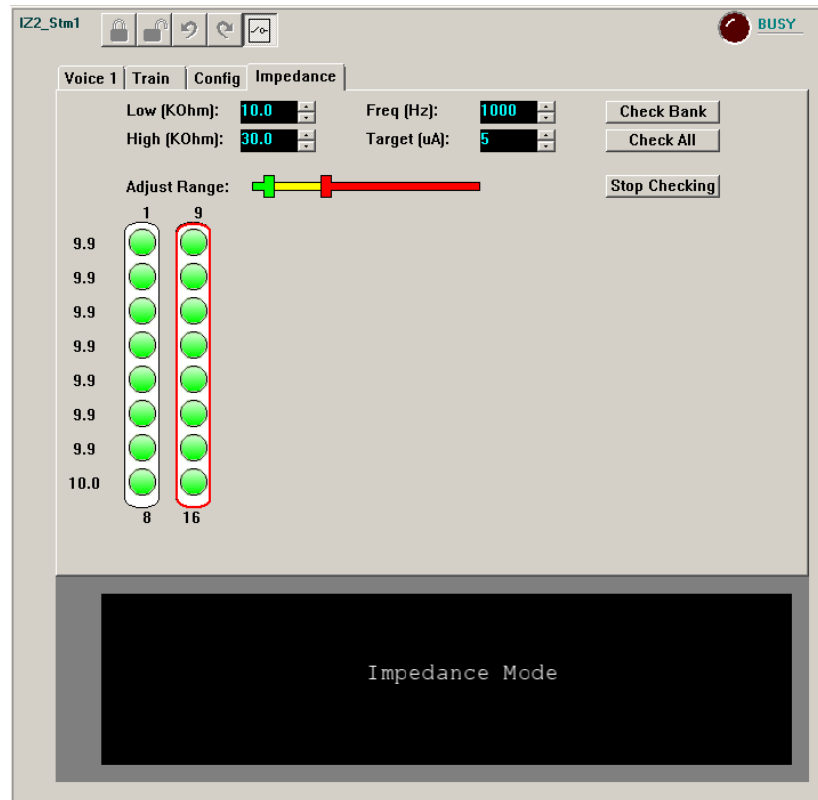 IZ2_Stm1 BUSY
Voice 1 Train Config Impedance
Low (KOhm): 10.0 Freq (Hz): 1000 Check Bank
High (KOhm): 30.0 Target (uA): 5 Check All
Adjust Range: Stop Checking
1 9
9.9
9.9
9.9
9.9
9.9
9.9
9.9
10.0
8 16
Impedance Mode